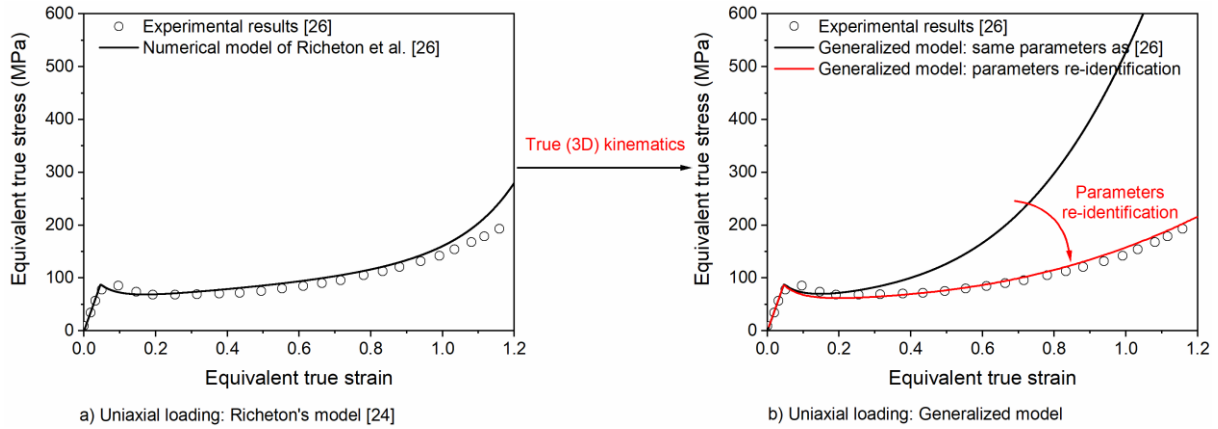 600
500
400
300
200
100
0
0.0 0.2 0.4 0.6 0.8 1.0 1.2
Equivalent true stress (MPa)
Equivalent true strain
Experimental results [26]
Numerical model of Richeton et al. [26]
a) Uniaxial loading: Richeton's model [24]
True (3D) kinematics
600
500
400
300
200
100
0
0.0 0.2 0.4 0.6 0.8 1.0 1.2
Equivalent true stress (MPa)
Equivalent true strain
Experimental results [26]
Generalized model: same parameters as [26]
Generalized model: parameters re-identification
Parameters
re-identification
b) Uniaxial loading: Generalized model